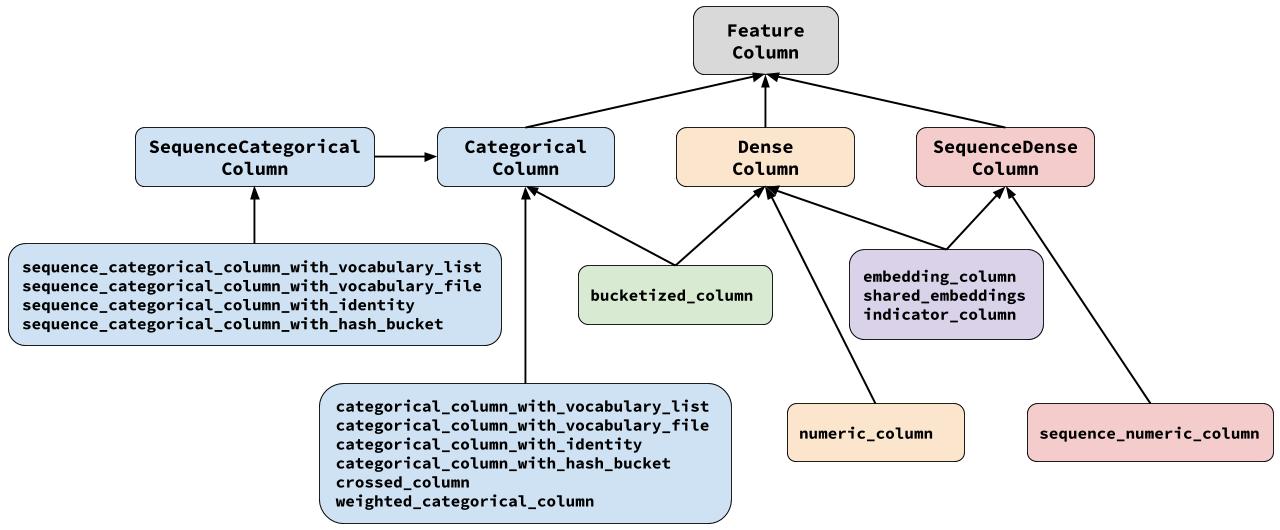 Feature
Column
SequenceCategorical
Column
Categorical
Column
Dense
Column
SequenceDense
Column
sequence_categorical_column_with_vocabulary_list
sequence_categorical_column_with_vocabulary_file
sequence_categorical_column_with_identity
sequence_categorical_column_with_hash_bucket
bucketized_column
embedding_column
shared_embeddings
indicator_column
categorical_column_with_vocabulary_list
categorical_column_with_vocabulary_file
categorical_column_with_identity
categorical_column_with_hash_bucket
crossed_column
weighted_categorical_column
numeric_column
sequence_numeric_column